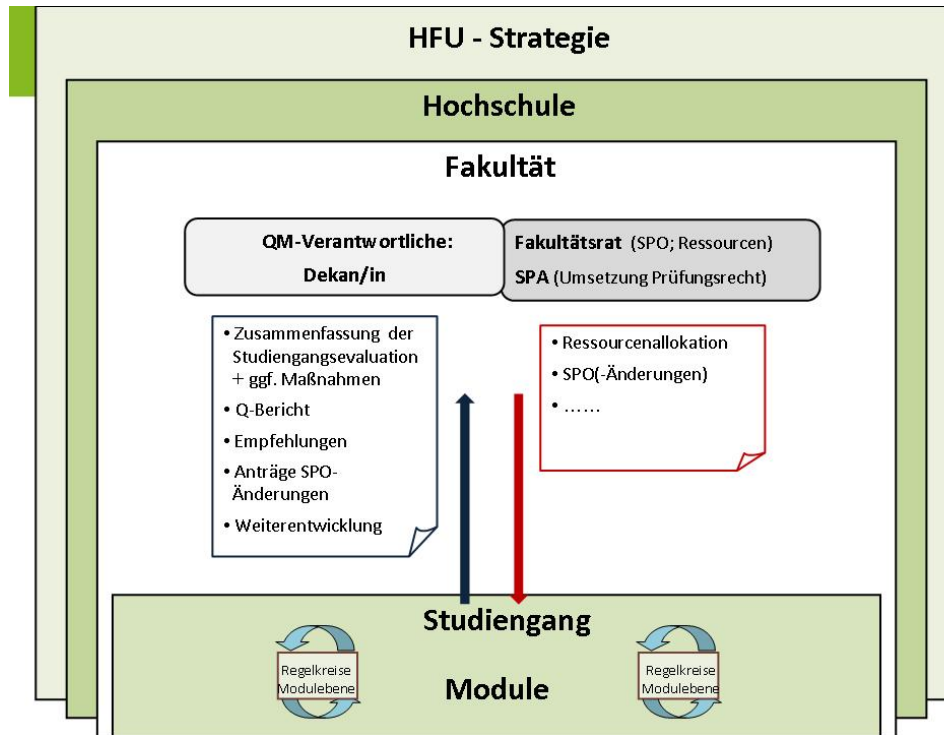 HFU - Strategie
Hochschule
Fakultät
QM-Verantwortliche:
Dekan/in
Fakultätsrat (SPO; Ressourcen)
SPA (Umsetzung Prüfungsrecht)
• Zusammenfassung der
Studiengangsevaluation
+ ggf. Maßnahmen
• Q-Bericht
• Empfehlungen
• Anträge SPO-
Änderungen
• Weiterentwicklung
• Ressourcenallokation
• SPO(-Änderungen)
• ......
Studiengang
Regelkreise
Modulebene
Module
Regelkreise
Modulebene